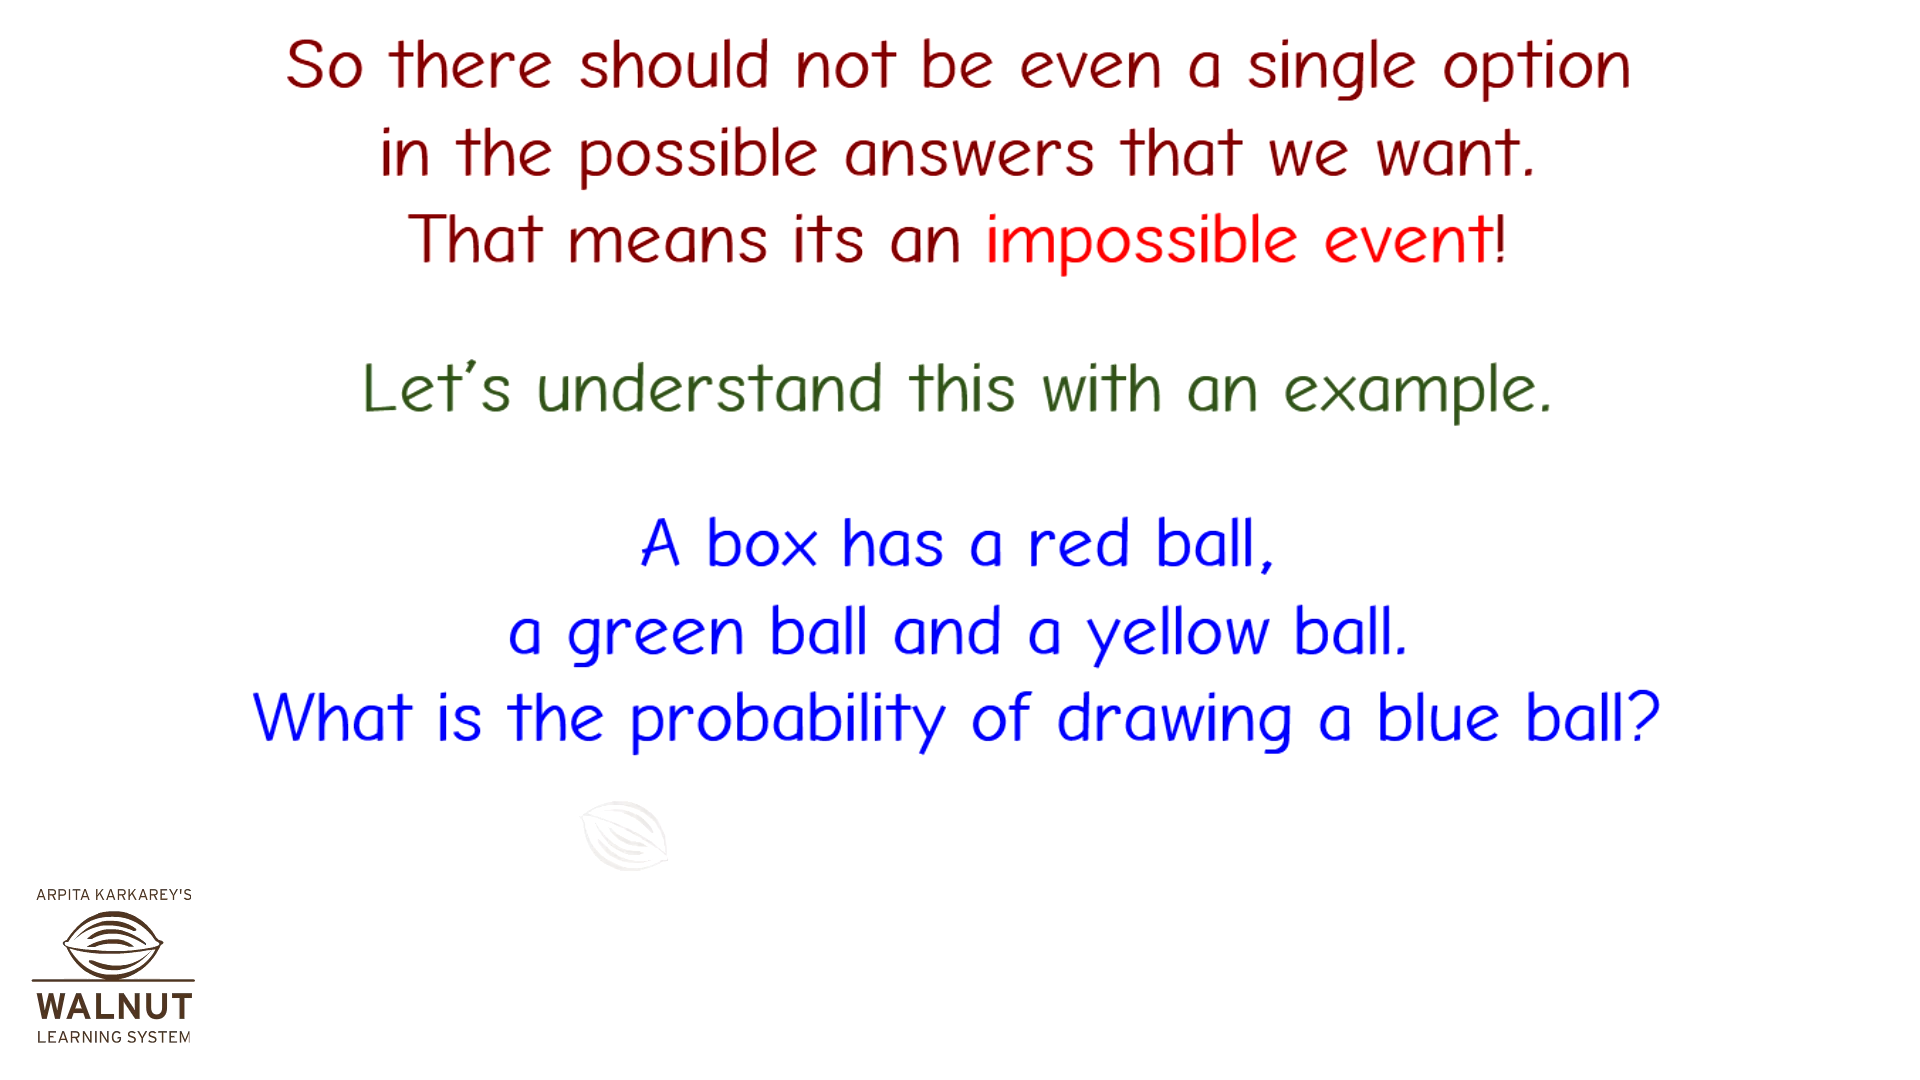 So there should not be even a single option
in the possible answers that we want.
That means its an impossible event!
Let's understand this with an example.
A box has a red ball,
a green ball and a yellow ball.
What is the probability of drawing a blue ball?
ARPITA KARKAREY'S
WALNUT
LEARNING SYSTEM